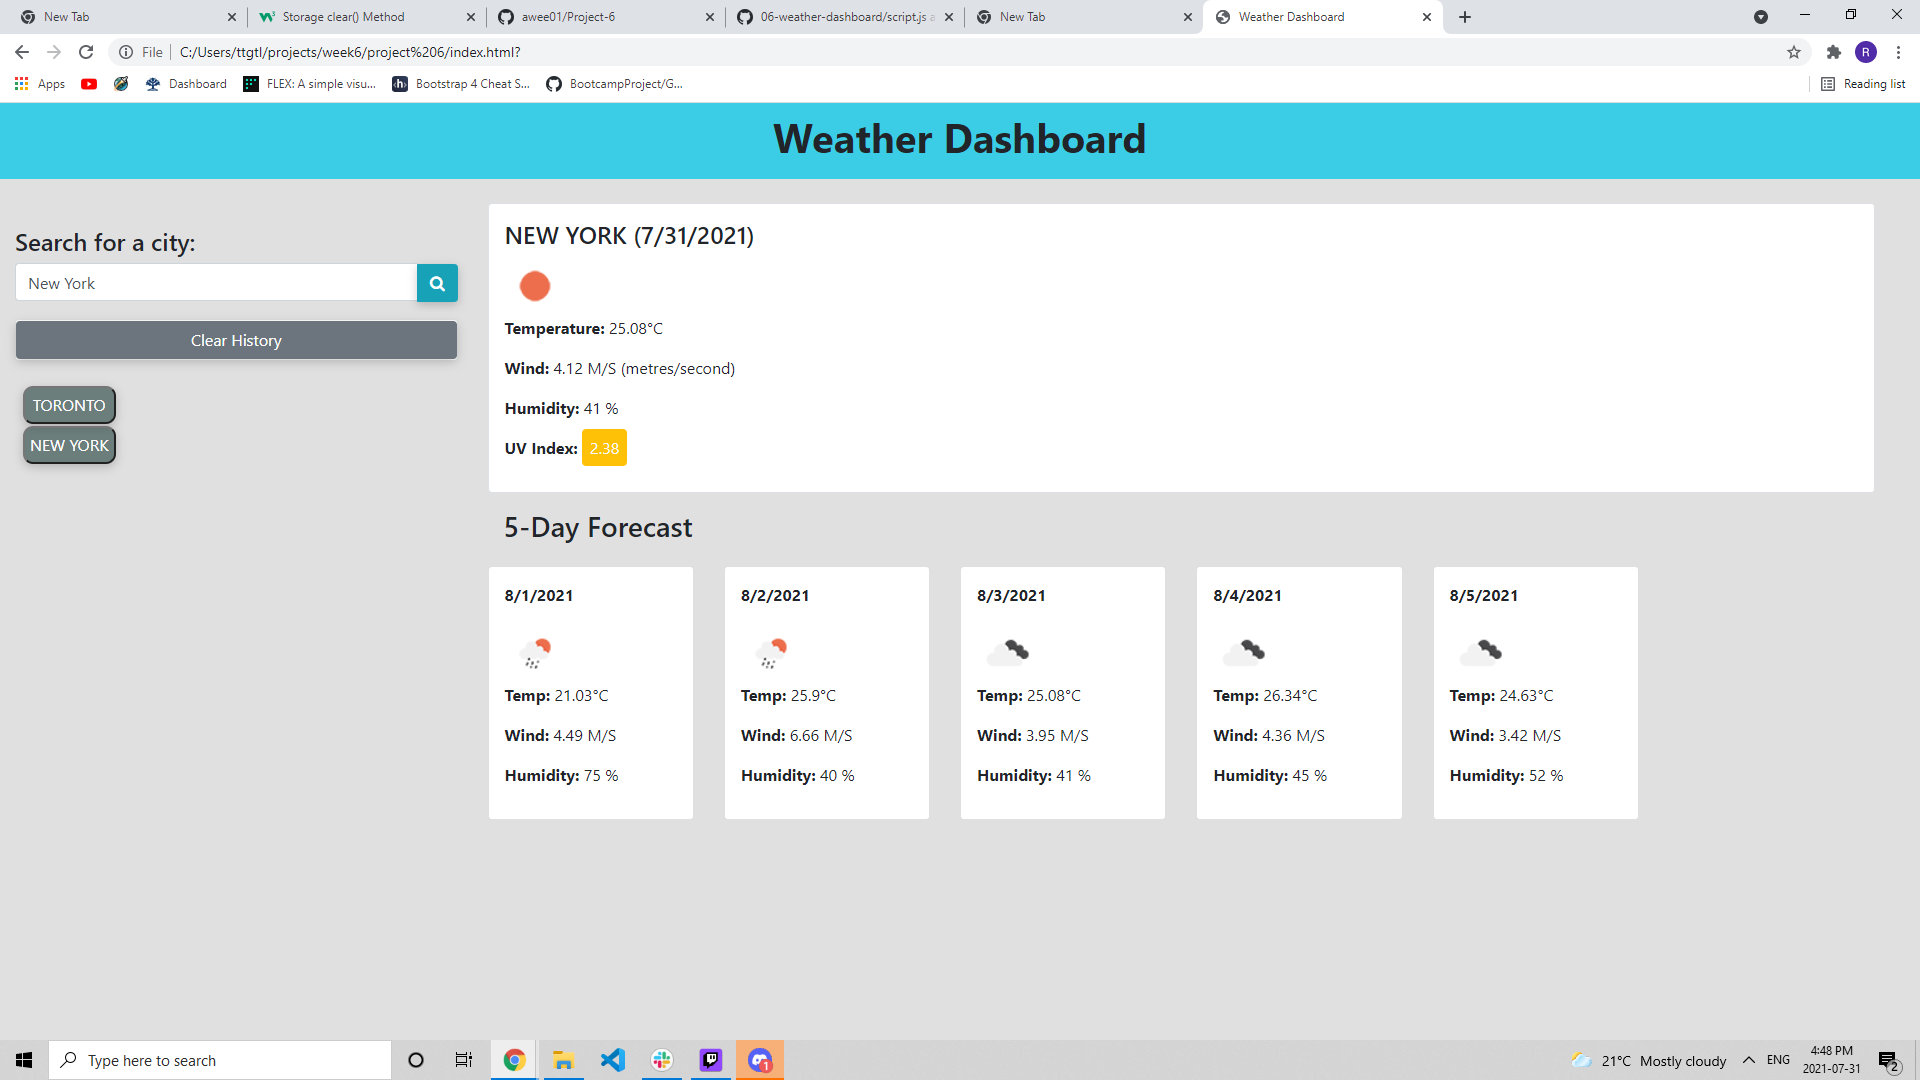 New Tab
Storage clear() Method
awee01/Project-6
06-weather-dashboard/script.js a
New Tab
Weather Dashboard
File
C:/Users/ttgtl/projects/week6/project%206/index.html?
R
Apps
Dashboard
FLEX: A simple visu...
Bootstrap 4 Cheat S...
BootcampProject/G...
Reading list
Weather Dashboard
Search for a city:
New York
Clear History
TORONTO
NEW YORK
NEW YORK (7/31/2021)
Temperature: 25.08°C
Wind: 4.12 M/S (metres/second)
Humidity: 41 %
UV Index: 2.38
5-Day Forecast
8/1/2021
Temp: 21.03°C
Wind: 4.49 M/S
Humidity: 75 %
8/2/2021
Temp: 25.9°C
Wind: 6.66 M/S
Humidity: 40 %
8/3/2021
Temp: 25.08°C
Wind: 3.95 M/S
Humidity: 41 %
8/4/2021
Temp: 26.34°C
Wind: 4.36 M/S
Humidity: 45 %
8/5/2021
Temp: 24.63°C
Wind: 3.42 M/S
Humidity: 52 %
Type here to search
1
21°C Mostly cloudy
ENG
4:48 PM
2021-07-31
2